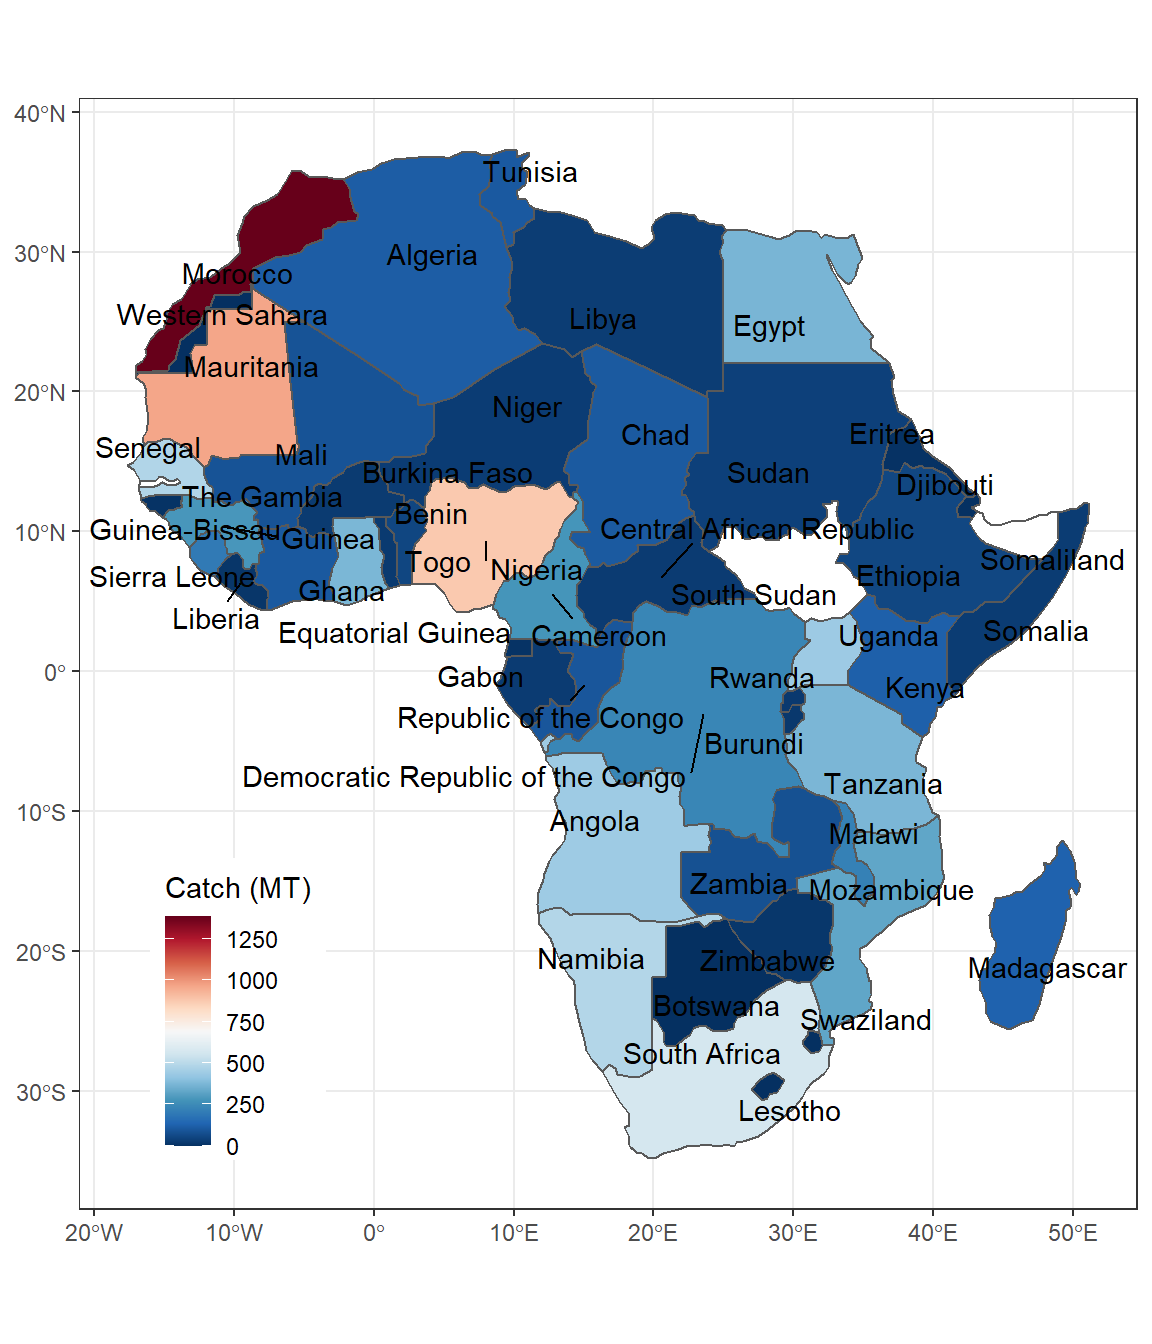 40°N
Tunisia
30°N
Algeria
Morocco
Western Sahara
Libya
Egypt
Mauritania
20°N
Niger
Chad
Eritrea
Senegal
Mali
Burkina Faso
Sudan
Djibouti
The Gambia
Benin
10°N
Guinea-Bissau
Guinea
Central African Republic
Togo
Nigeria
Somaliland
Sierra Leone
Ghana
Ethiopia
South Sudan
Liberia
Equatorial Guinea
Cameroon
Uganda
Somalia
0°
Gabon
Rwanda
Kenya
Republic of the Congo
Burundi
Democratic Republic of the Congo
Tanzania
10°S
Angola
Malawi
Zambia
Mozambique
Catch (MT)
1250
1000
750
500
250
0
20°S
Namibia
Zimbabwe
Madagascar
Botswana
Swaziland
South Africa
30°S
Lesotho
20°W
10°W
0°
10°E
20°E
30°E
40°E
50°E